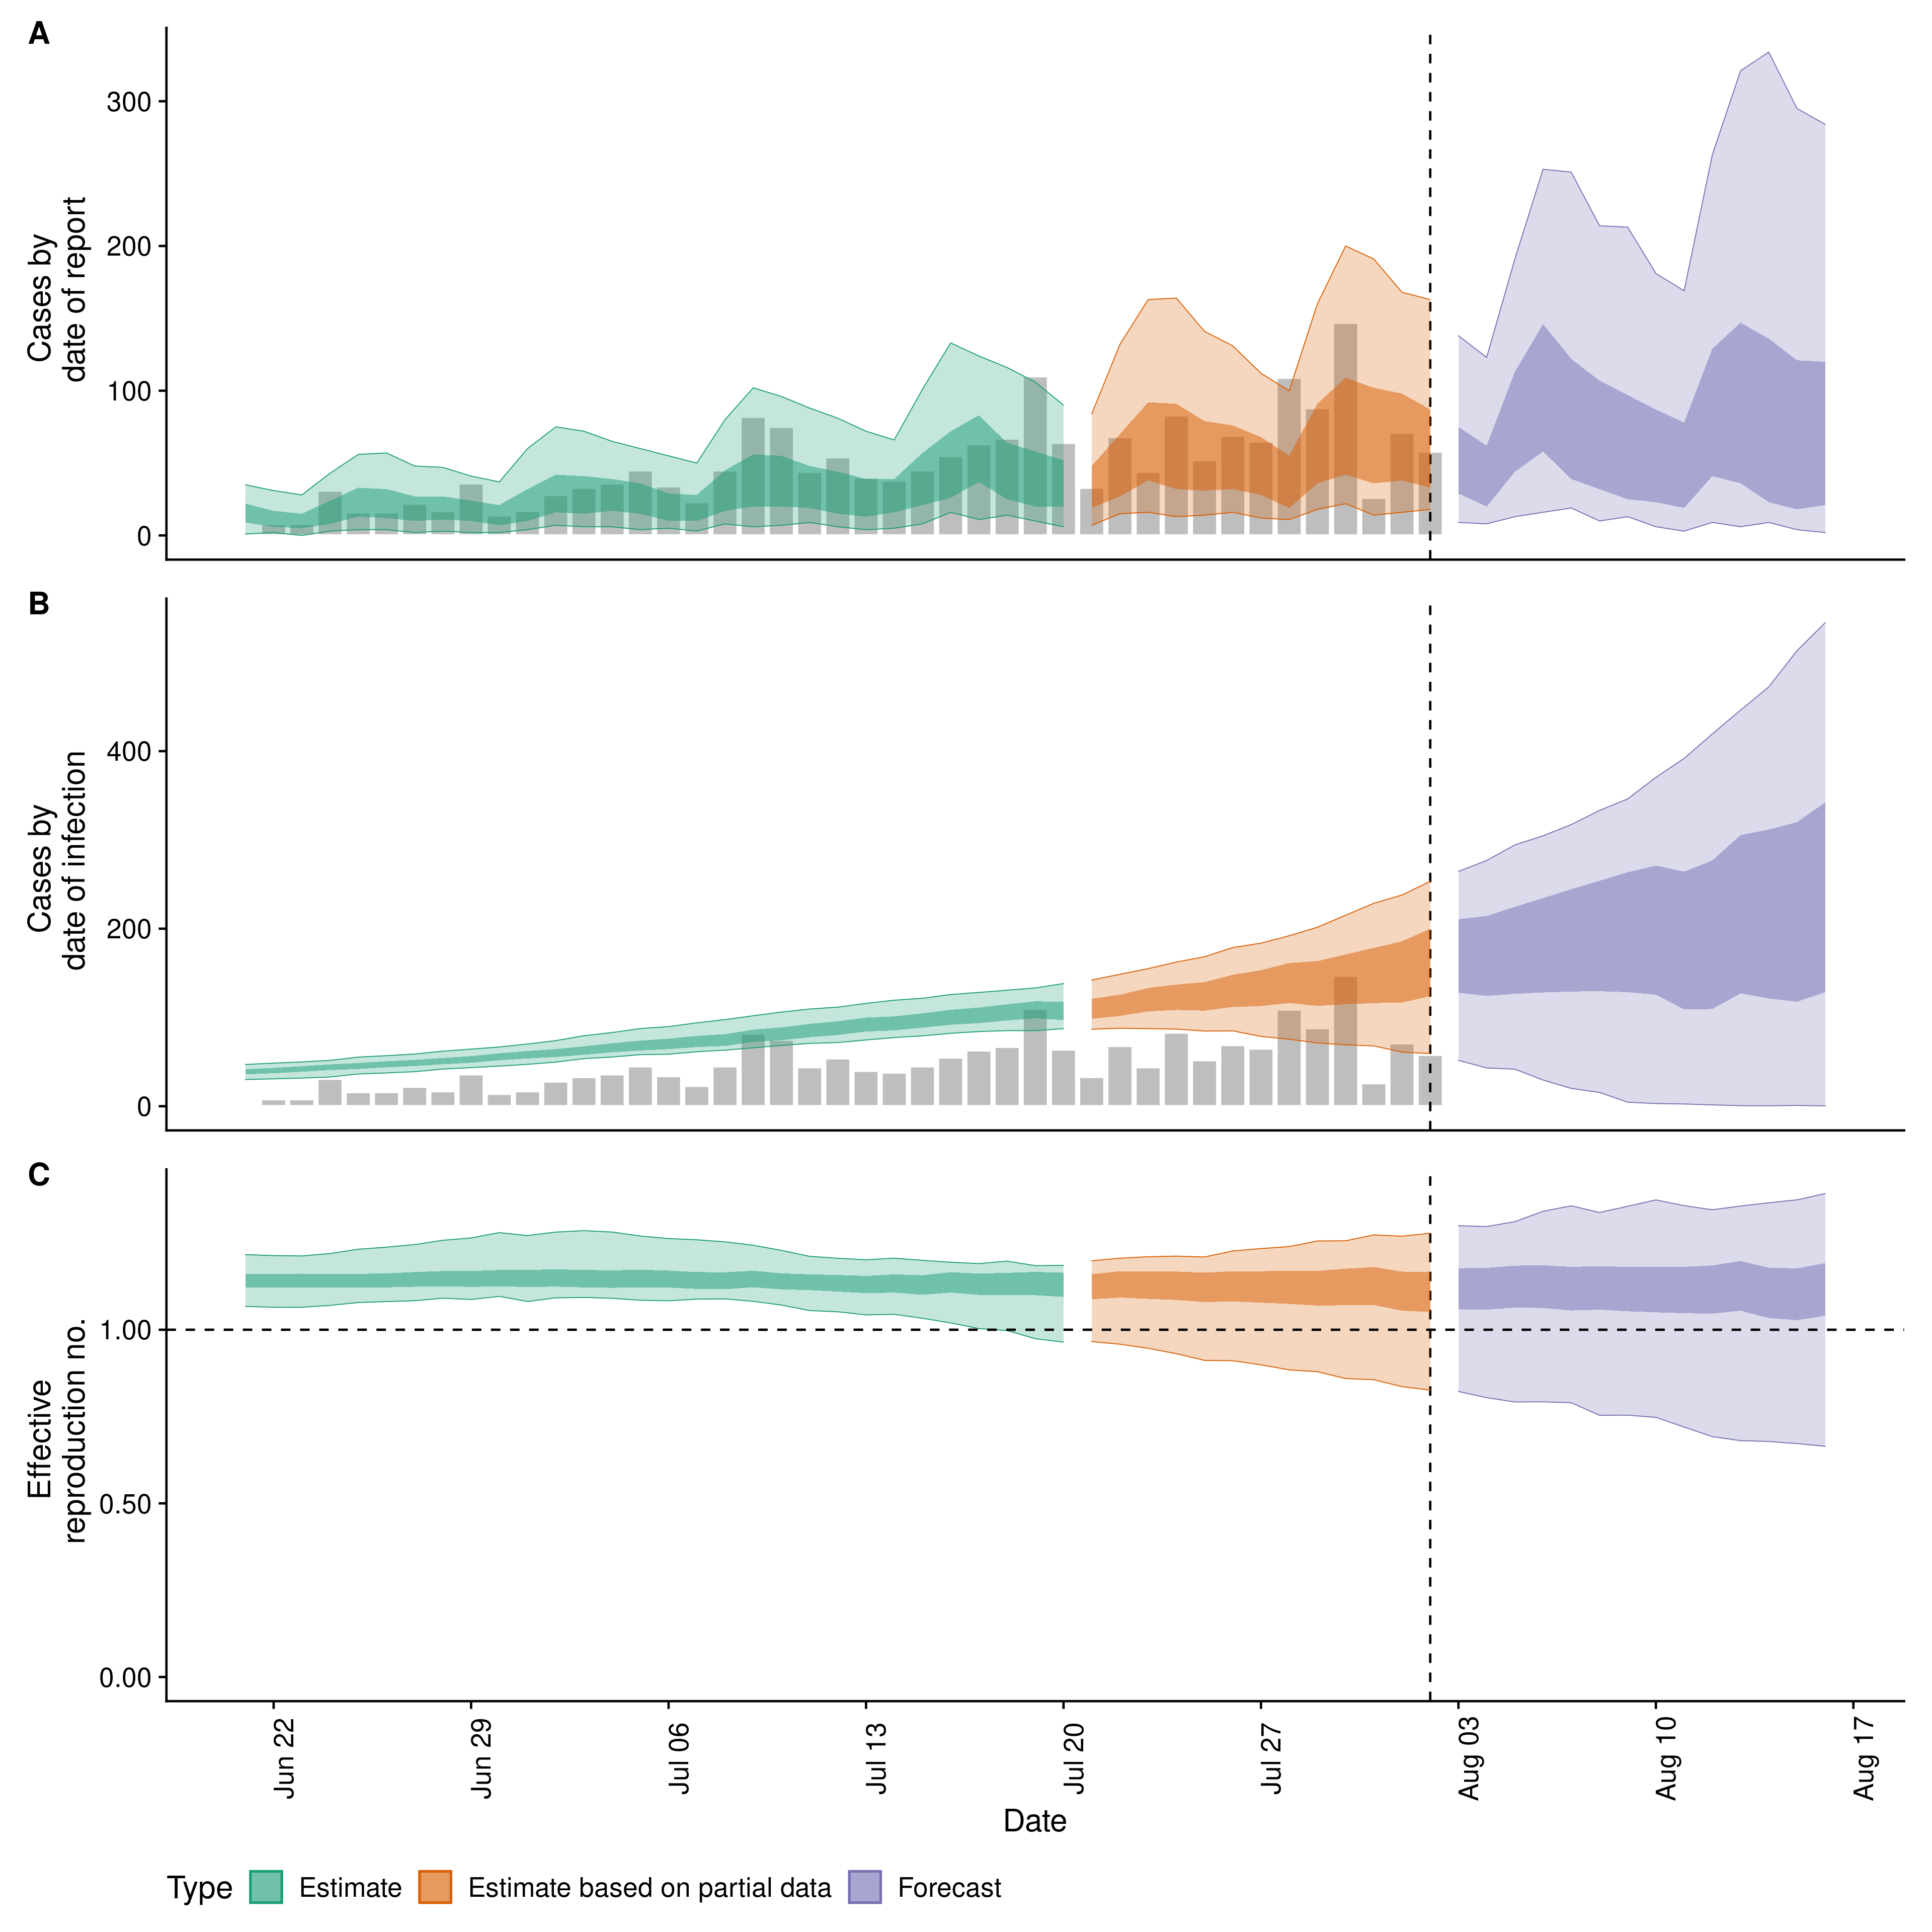 A
Cases by
date of report
300
200
100
0
B
Cases by
date of infection
400
200
0
C
Effective
reproduction no.
1.00
0.50
0.00
Jun 22
Jun 29
Jul 06
Jul 13
Jul 20
Jul 27
Aug 03
Aug 10
Aug 17
Date
Type
Estimate
Estimate based on partial data
Forecast